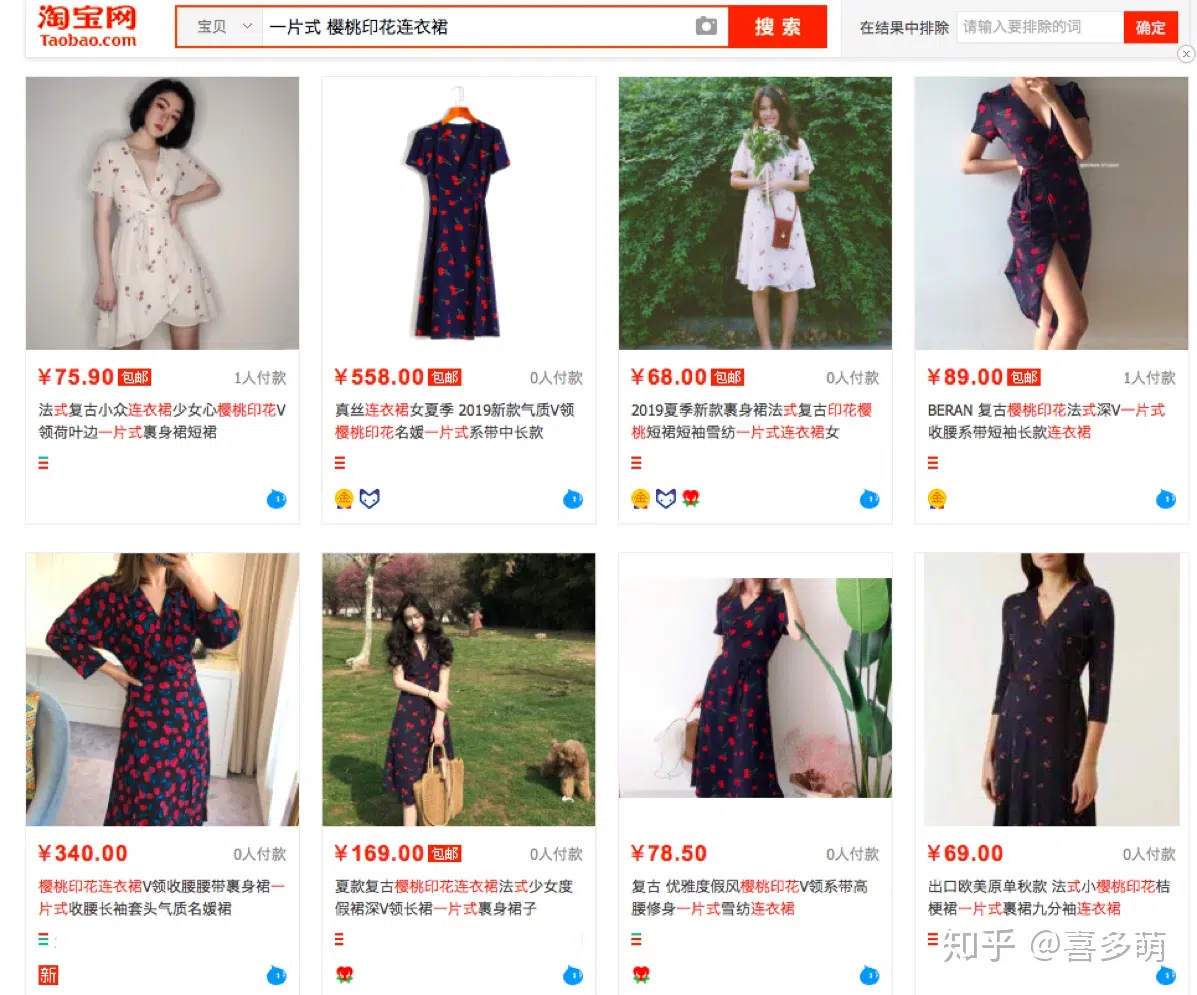 淘宝网
Taobao.com
宝贝
一片式 樱桃印花连衣裙
搜 索
在结果中排除
请输入要排除的词
确定
¥75.90 包邮 1人付款
法式复古小众连衣裙少女心樱桃印花V
领荷叶边一片式裹身裙短裙
¥558.00 包邮 0人付款
真丝连衣裙女夏季 2019新款气质V领
樱桃印花名媛一片式系带中长款
金
¥68.00 包邮 0人付款
2019夏季新款裹身裙法式复古印花樱
桃短裙短袖雪纺一片式连衣裙女
金
¥89.00 包邮 1人付款
BERAN 复古樱桃印花法式深V一片式
收腰系带短袖长款连衣裙
金
¥340.00 0人付款
樱桃印花连衣裙V领收腰腰带裹身裙一
片式收腰长袖套头气质名媛裙
新
¥169.00 包邮 0人付款
夏款复古樱桃印花连衣裙法式少女度
假裙深V领长裙一片式裹身裙子
¥78.50 0人付款
复古 优雅度假风樱桃印花V领系带高
腰修身一片式雪纺连衣裙
¥69.00 0人付款
出口欧美原单秋款 法式小樱桃印花桔
梗裙一片式裹裙九分袖连衣裙
知乎 @喜多萌